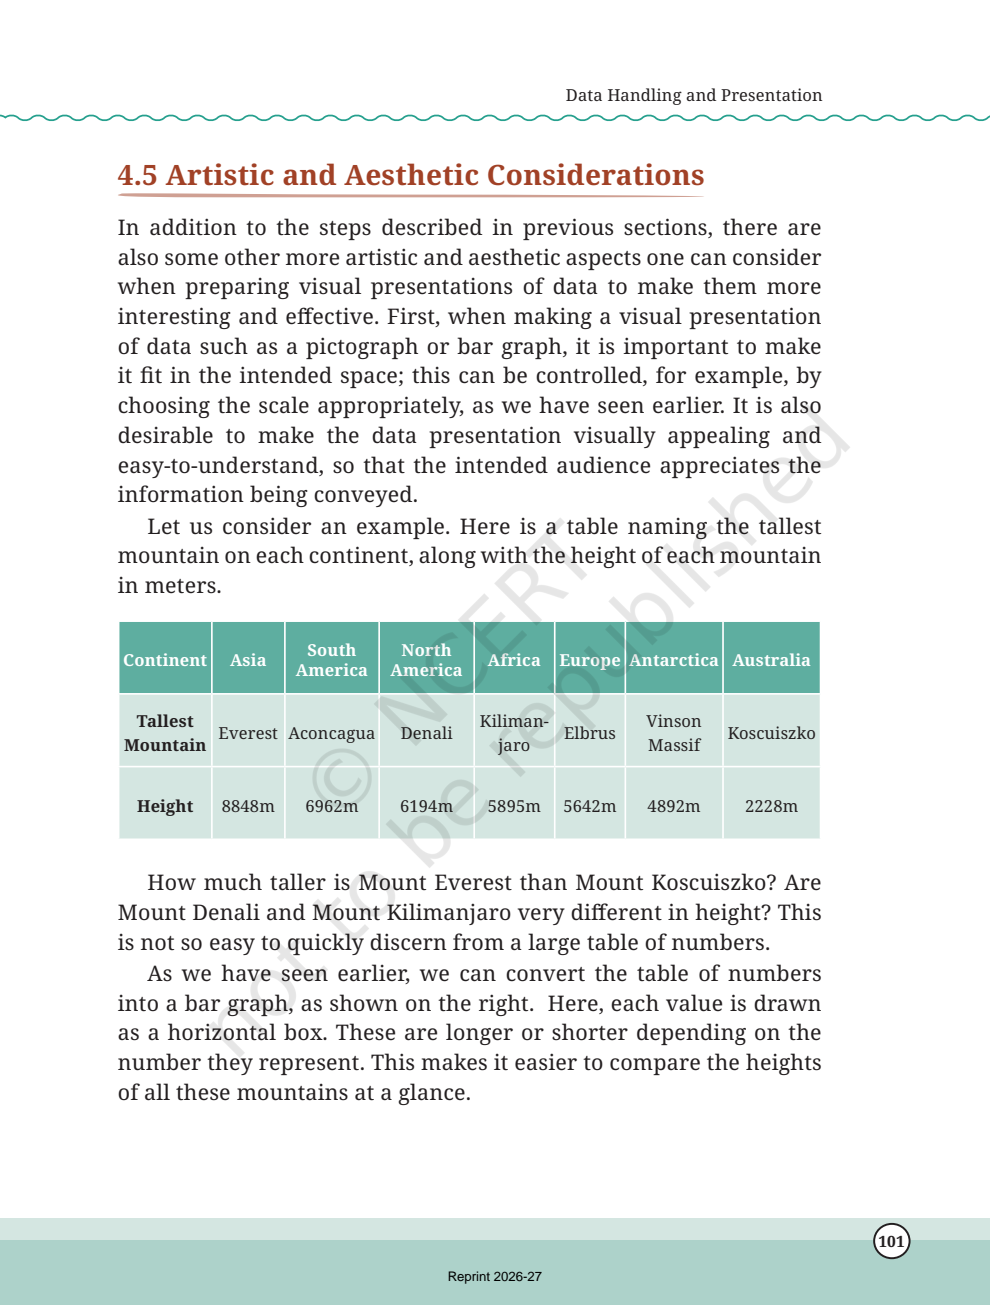 Data Handling and Presentation
4.5 Artistic and Aesthetic Considerations
In addition to the steps described in previous sections, there are
also some other more artistic and aesthetic aspects one can consider
when preparing visual presentations of data to make them more
interesting and effective. First, when making a visual presentation
of data such as a pictograph or bar graph, it is important to make
it fit in the intended space; this can be controlled, for example, by
choosing the scale appropriately, as we have seen earlier. It is also
desirable to make the data presentation visually appealing and
easy-to-understand, so that the intended audience appreciates the
information being conveyed.
Let us consider an example. Here is a table naming the tallest
mountain on each continent, along with the height of each mountain
in meters.
Continent Asia South America North America Africa Europe Antarctica Australia
Tallest Mountain Everest Aconcagua Denali Kiliman-jaro Elbrus Vinson Massif Koscuiszko
Height 8848m 6962m 6194m 5895m 5642m 4892m 2228m
How much taller is Mount Everest than Mount Koscuiszko? Are
Mount Denali and Mount Kilimanjaro very different in height? This
is not so easy to quickly discern from a large table of numbers.
As we have seen earlier, we can convert the table of numbers
into a bar graph, as shown on the right. Here, each value is drawn
as a horizontal box. These are longer or shorter depending on the
number they represent. This makes it easier to compare the heights
of all these mountains at a glance.
© NCERT
not to be republished
101
Reprint 2026-27